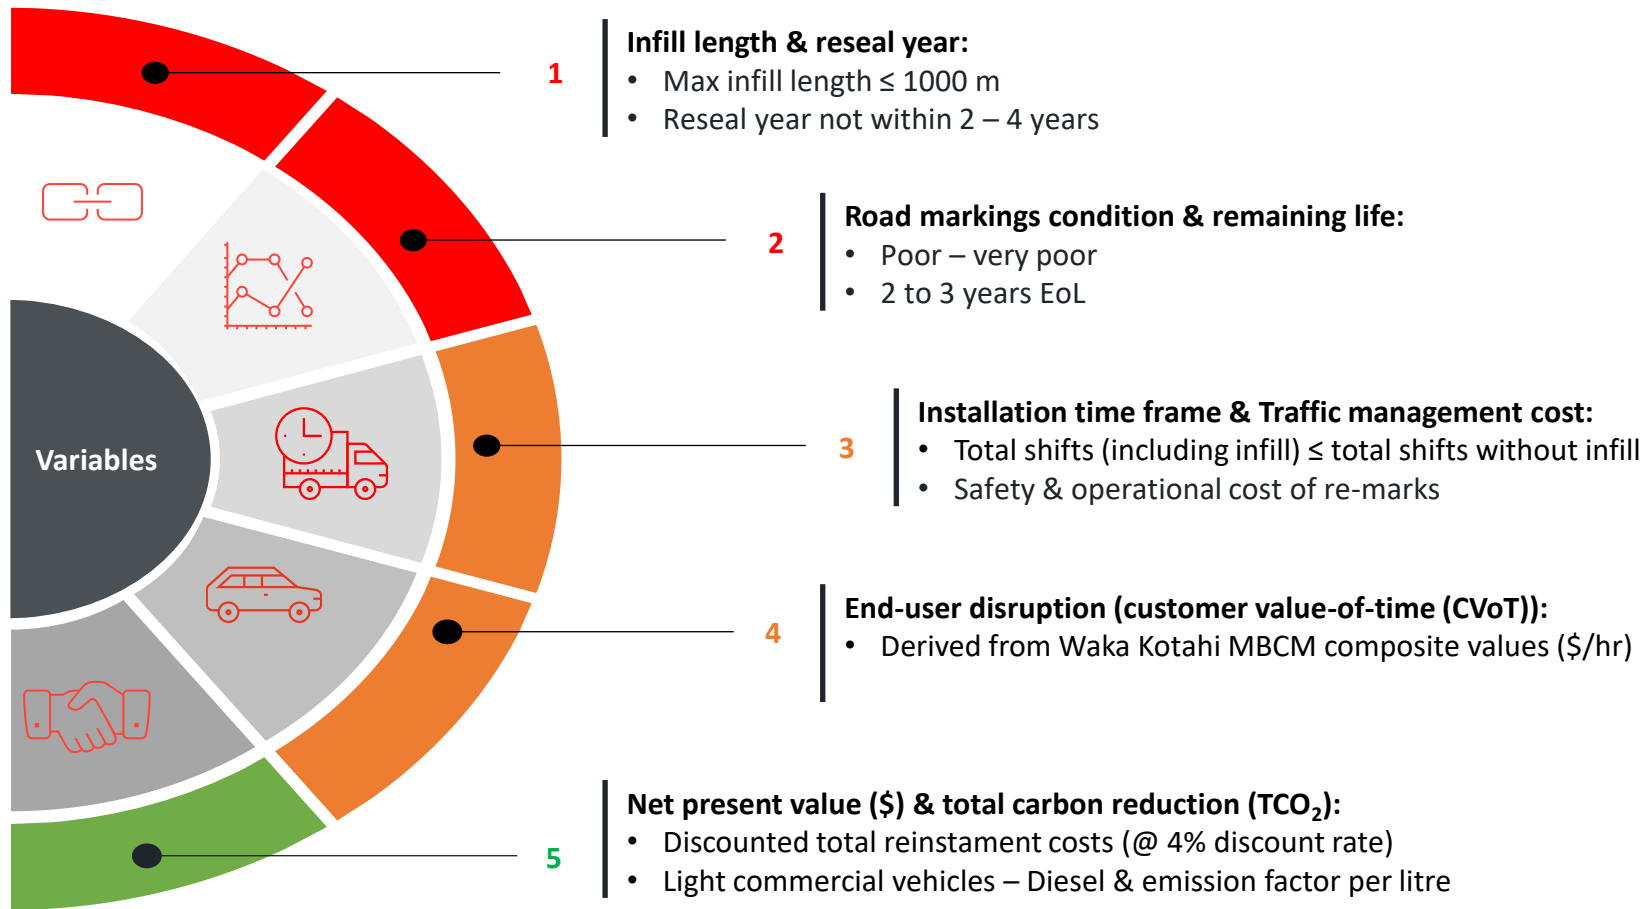 Variables
1
Infill length & reseal year:
• Max infill length ≤ 1000 m
• Reseal year not within 2 – 4 years
2
Road markings condition & remaining life:
• Poor – very poor
• 2 to 3 years EoL
3
Installation time frame & Traffic management cost:
• Total shifts (including infill) ≤ total shifts without infill
• Safety & operational cost of re-marks
4
End-user disruption (customer value-of-time (CVoT)):
• Derived from Waka Kotahi MBCM composite values ($/hr)
5
Net present value ($) & total carbon reduction (TCO₂):
• Discounted total reinstament costs (@ 4% discount rate)
• Light commercial vehicles – Diesel & emission factor per litre